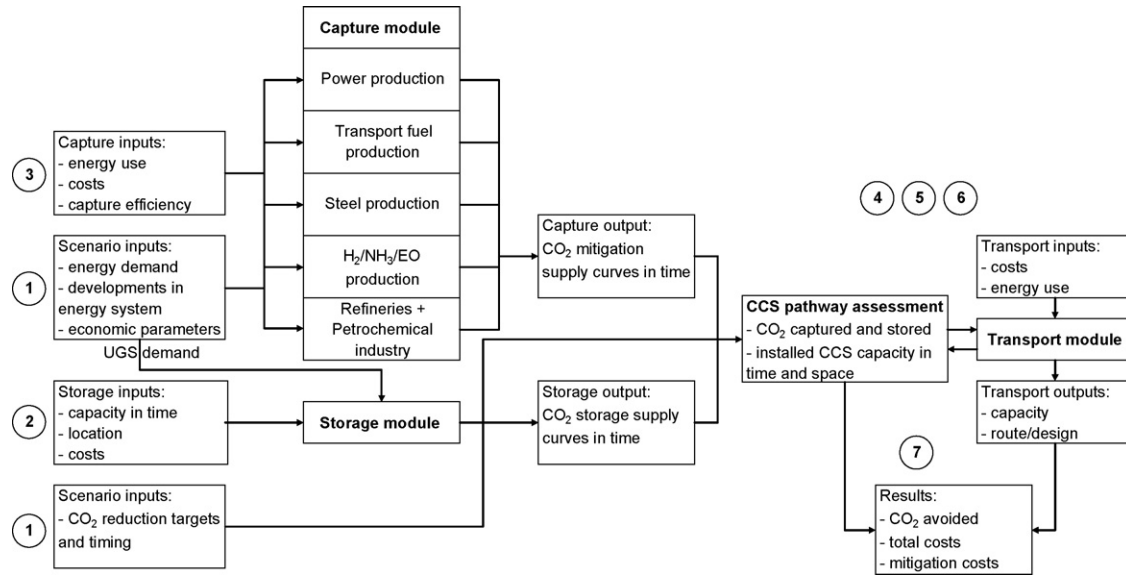 Capture module
Power production
Transport fuel
production
Steel production
H₂/NH₃/EO
production
Refineries +
Petrochemical
industry
3
Capture inputs:
- energy use
- costs
- capture efficiency
1
Scenario inputs:
- energy demand
- developments in
energy system
- economic parameters
UGS demand
2
Storage inputs:
- capacity in time
- location
- costs
Storage module
1
Scenario inputs:
- CO₂ reduction targets
and timing
Capture output:
CO₂ mitigation
supply curves in time
Storage output:
CO₂ storage supply
curves in time
4 5 6
CCS pathway assessment
- CO₂ captured and stored
- installed CCS capacity in
time and space
Transport inputs:
- costs
- energy use
Transport module
Transport outputs:
- capacity
- route/design
7
Results:
- CO₂ avoided
- total costs
- mitigation costs